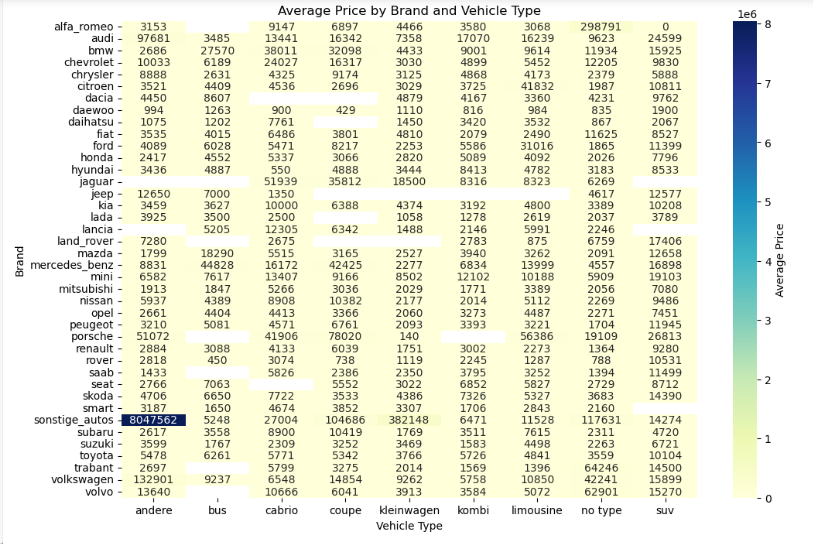 Average Price by Brand and Vehicle Type
1e6
alfa_romeo 3153 9147 6897 4466 3580 3068 298791 0
audi 97681 3485 13441 16342 7358 17070 16239 9623 24599
bmw 2686 27570 38011 32098 4433 9001 9614 11934 15925
chevrolet 10033 6189 24027 16317 3030 4899 5452 12205 9830
chrysler 8888 2631 4325 9174 3125 4868 4173 2379 5888
citroen 3521 4409 4536 2696 3029 3725 41832 1987 10811
dacia 4450 8607 4879 4167 3360 4231 9762
daewoo 994 1263 900 429 1110 816 984 835 1900
daihatsu 1075 1202 7761 1450 3420 3532 867 2067
fiat 3535 4015 6486 3801 4810 2079 2490 11625 8527
ford 4089 6028 5471 8217 2253 5586 31016 1865 11399
honda 2417 4552 5337 3066 2820 5089 4092 2026 7796
hyundai 3436 4887 550 4888 3444 8413 4782 3183 8533
jaguar 51939 35812 18500 8316 8323 6269
jeep 12650 7000 1350 4617 12577
kia 3459 3627 10000 6388 4374 3192 4800 3389 10208
lada 3925 3500 2500 1058 1278 2619 2037 3789
lancia 5205 12305 6342 1488 2146 5991 2246
land_rover 7280 2675 2783 875 6759 17406
mazda 1799 18290 5515 3165 2527 3940 3262 2091 12658
mercedes_benz 8831 44828 16172 42425 2277 6834 13999 4557 16898
mini 6582 7617 13407 9166 8502 12102 10188 5909 19103
mitsubishi 1913 1847 5266 3036 2029 1771 3389 2056 7080
nissan 5937 4389 8908 10382 2177 2014 5112 2269 9486
opel 2661 4404 4413 3366 2060 3273 4487 2271 7451
peugeot 3210 5081 4571 6761 2093 3393 3221 1704 11945
porsche 51072 41906 78020 140 56386 19109 26813
renault 2884 3088 4133 6039 1751 3002 2273 1364 9280
rover 2818 450 3074 738 1119 2245 1287 788 10531
saab 1433 5826 2386 2350 3795 3252 1394 11499
seat 2766 7063 5552 3022 6852 5827 2729 8712
skoda 4706 6650 7722 3533 4386 7326 5327 3683 14390
smart 3187 1650 4674 3852 3307 1706 2843 2160
sonstige_autos 8047562 5248 27004 104686 382148 6471 11528 117631 14274
subaru 2617 3558 8900 10419 1769 3511 7615 2311 4720
suzuki 3599 1767 2309 3252 3469 1583 4498 2263 6721
toyota 5478 6261 5771 5342 3766 5726 4841 3559 10104
trabant 2697 5799 3275 2014 1569 1396 64246 14500
volkswagen 132901 9237 6548 14854 9262 5758 10850 42241 15899
volvo 13640 10666 6041 3913 3584 5072 62901 15270
andere bus cabrio coupe kleinwagen kombi limousine no type suv
Vehicle Type
Brand
8
7
6
5
4
3
2
1
0
Average Price